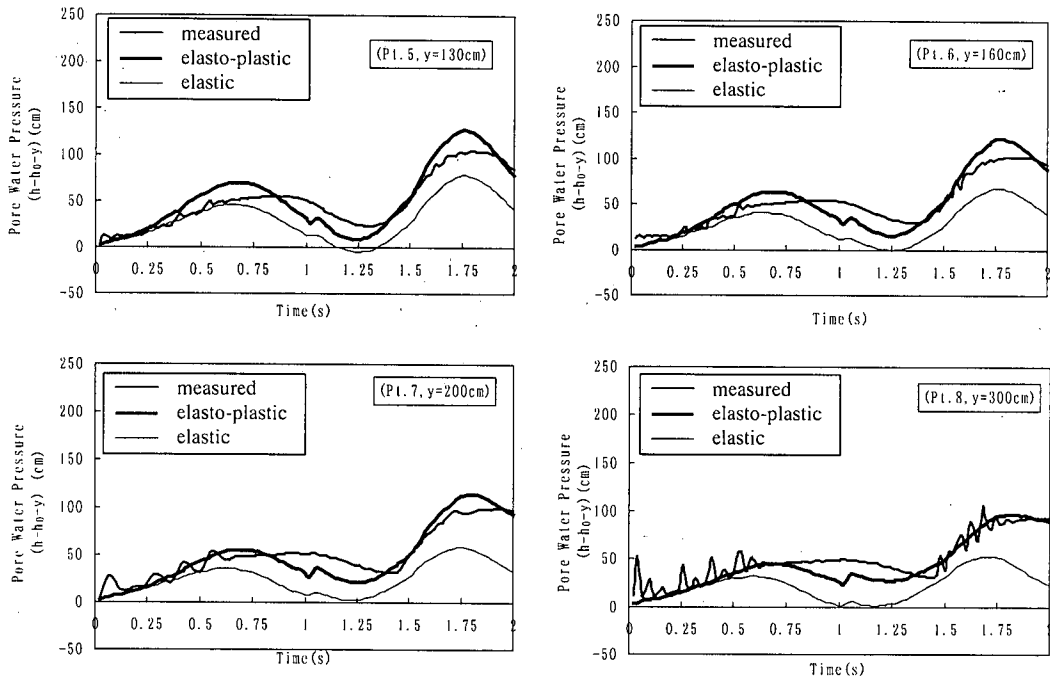 250
200
150
100
50
0
-50
Pore Water Pressure
(h-h₀-y)(cm)
measured
elasto-plastic
elastic
(Pt.5,y=130cm)
0 0.25 0.5 0.75 1 1.25 1.5 1.75 2
Time(s)
250
200
150
100
50
0
-50
Pore Water Pressure
(h-h₀-y)(cm)
measured
elasto-plastic
elastic
(Pt.6,y=160cm)
0 0.25 0.5 0.75 1 1.25 1.5 1.75 2
Time(s)
250
200
150
100
50
0
-50
Pore Water Pressure
(h-h₀-y)(cm)
measured
elasto-plastic
elastic
(Pt.7,y=200cm)
0 0.25 0.5 0.75 1 1.25 1.5 1.75 2
Time(s)
250
200
150
100
50
0
-50
Pore Water Pressure
(h-h₀-y)(cm)
measured
elasto-plastic
elastic
(Pt.8,y=300cm)
0 0.25 0.5 0.75 1 1.25 1.5 1.75 2
Time(s)